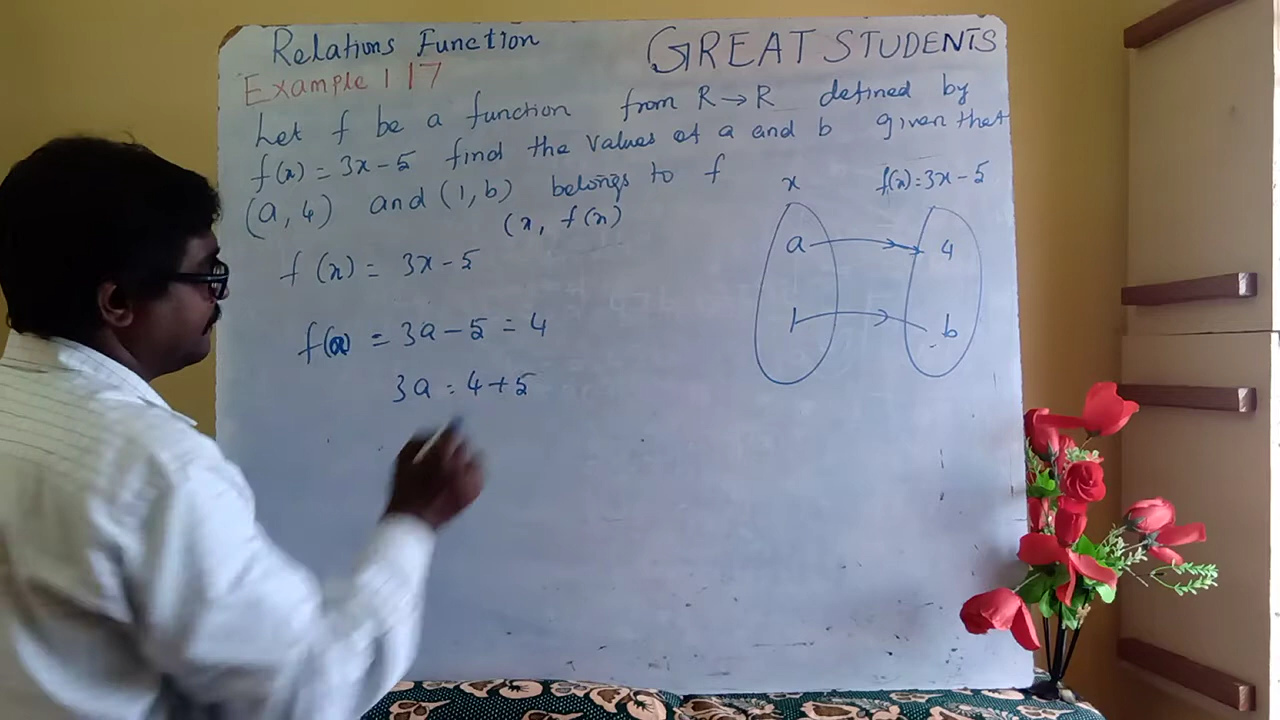 Relations Function
GREAT STUDENTS
Example 1 17
Let f be a function from R → R defined by
f(x) = 3x - 5 find the values of a and b given that
(a, 4) and (1, b) belongs to f
(x, f(x)
f(x) = 3x - 5
f(a) = 3a - 5 = 4
3a = 4 + 5
x f(x) = 3x - 5
a 4
1 b